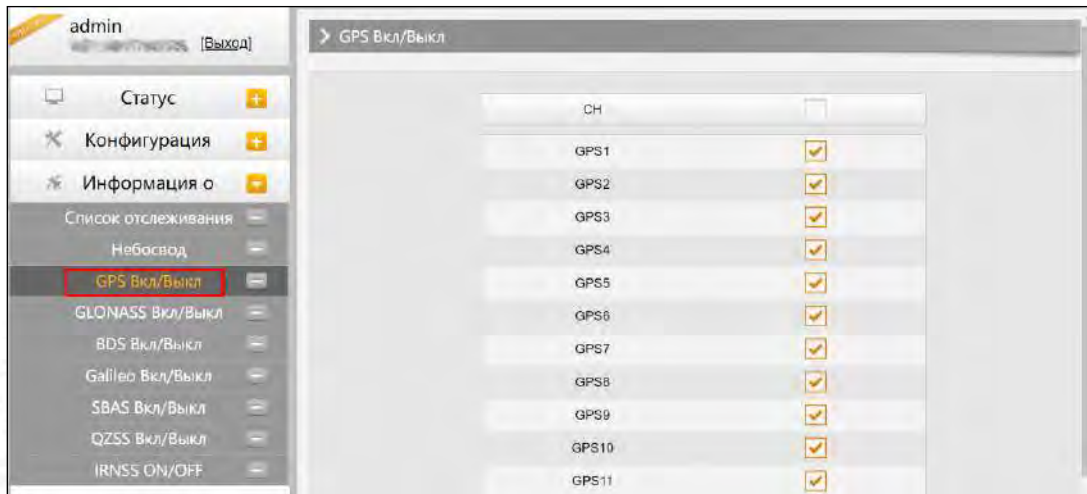 admin
[Выход]
Статус
Конфигурация
Информация о
Список отслеживания
Небосвод
GPS Вкл/Выкл
GLONASS Вкл/Выкл
BDS Вкл/Выкл
Galileo Вкл/Выкл
SBAS Вкл/Выкл
QZSS Вкл/Выкл
IRNSS ON/OFF
GPS Вкл/Выкл
CH
GPS1
GPS2
GPS3
GPS4
GPS5
GPS6
GPS7
GPS8
GPS9
GPS10
GPS11